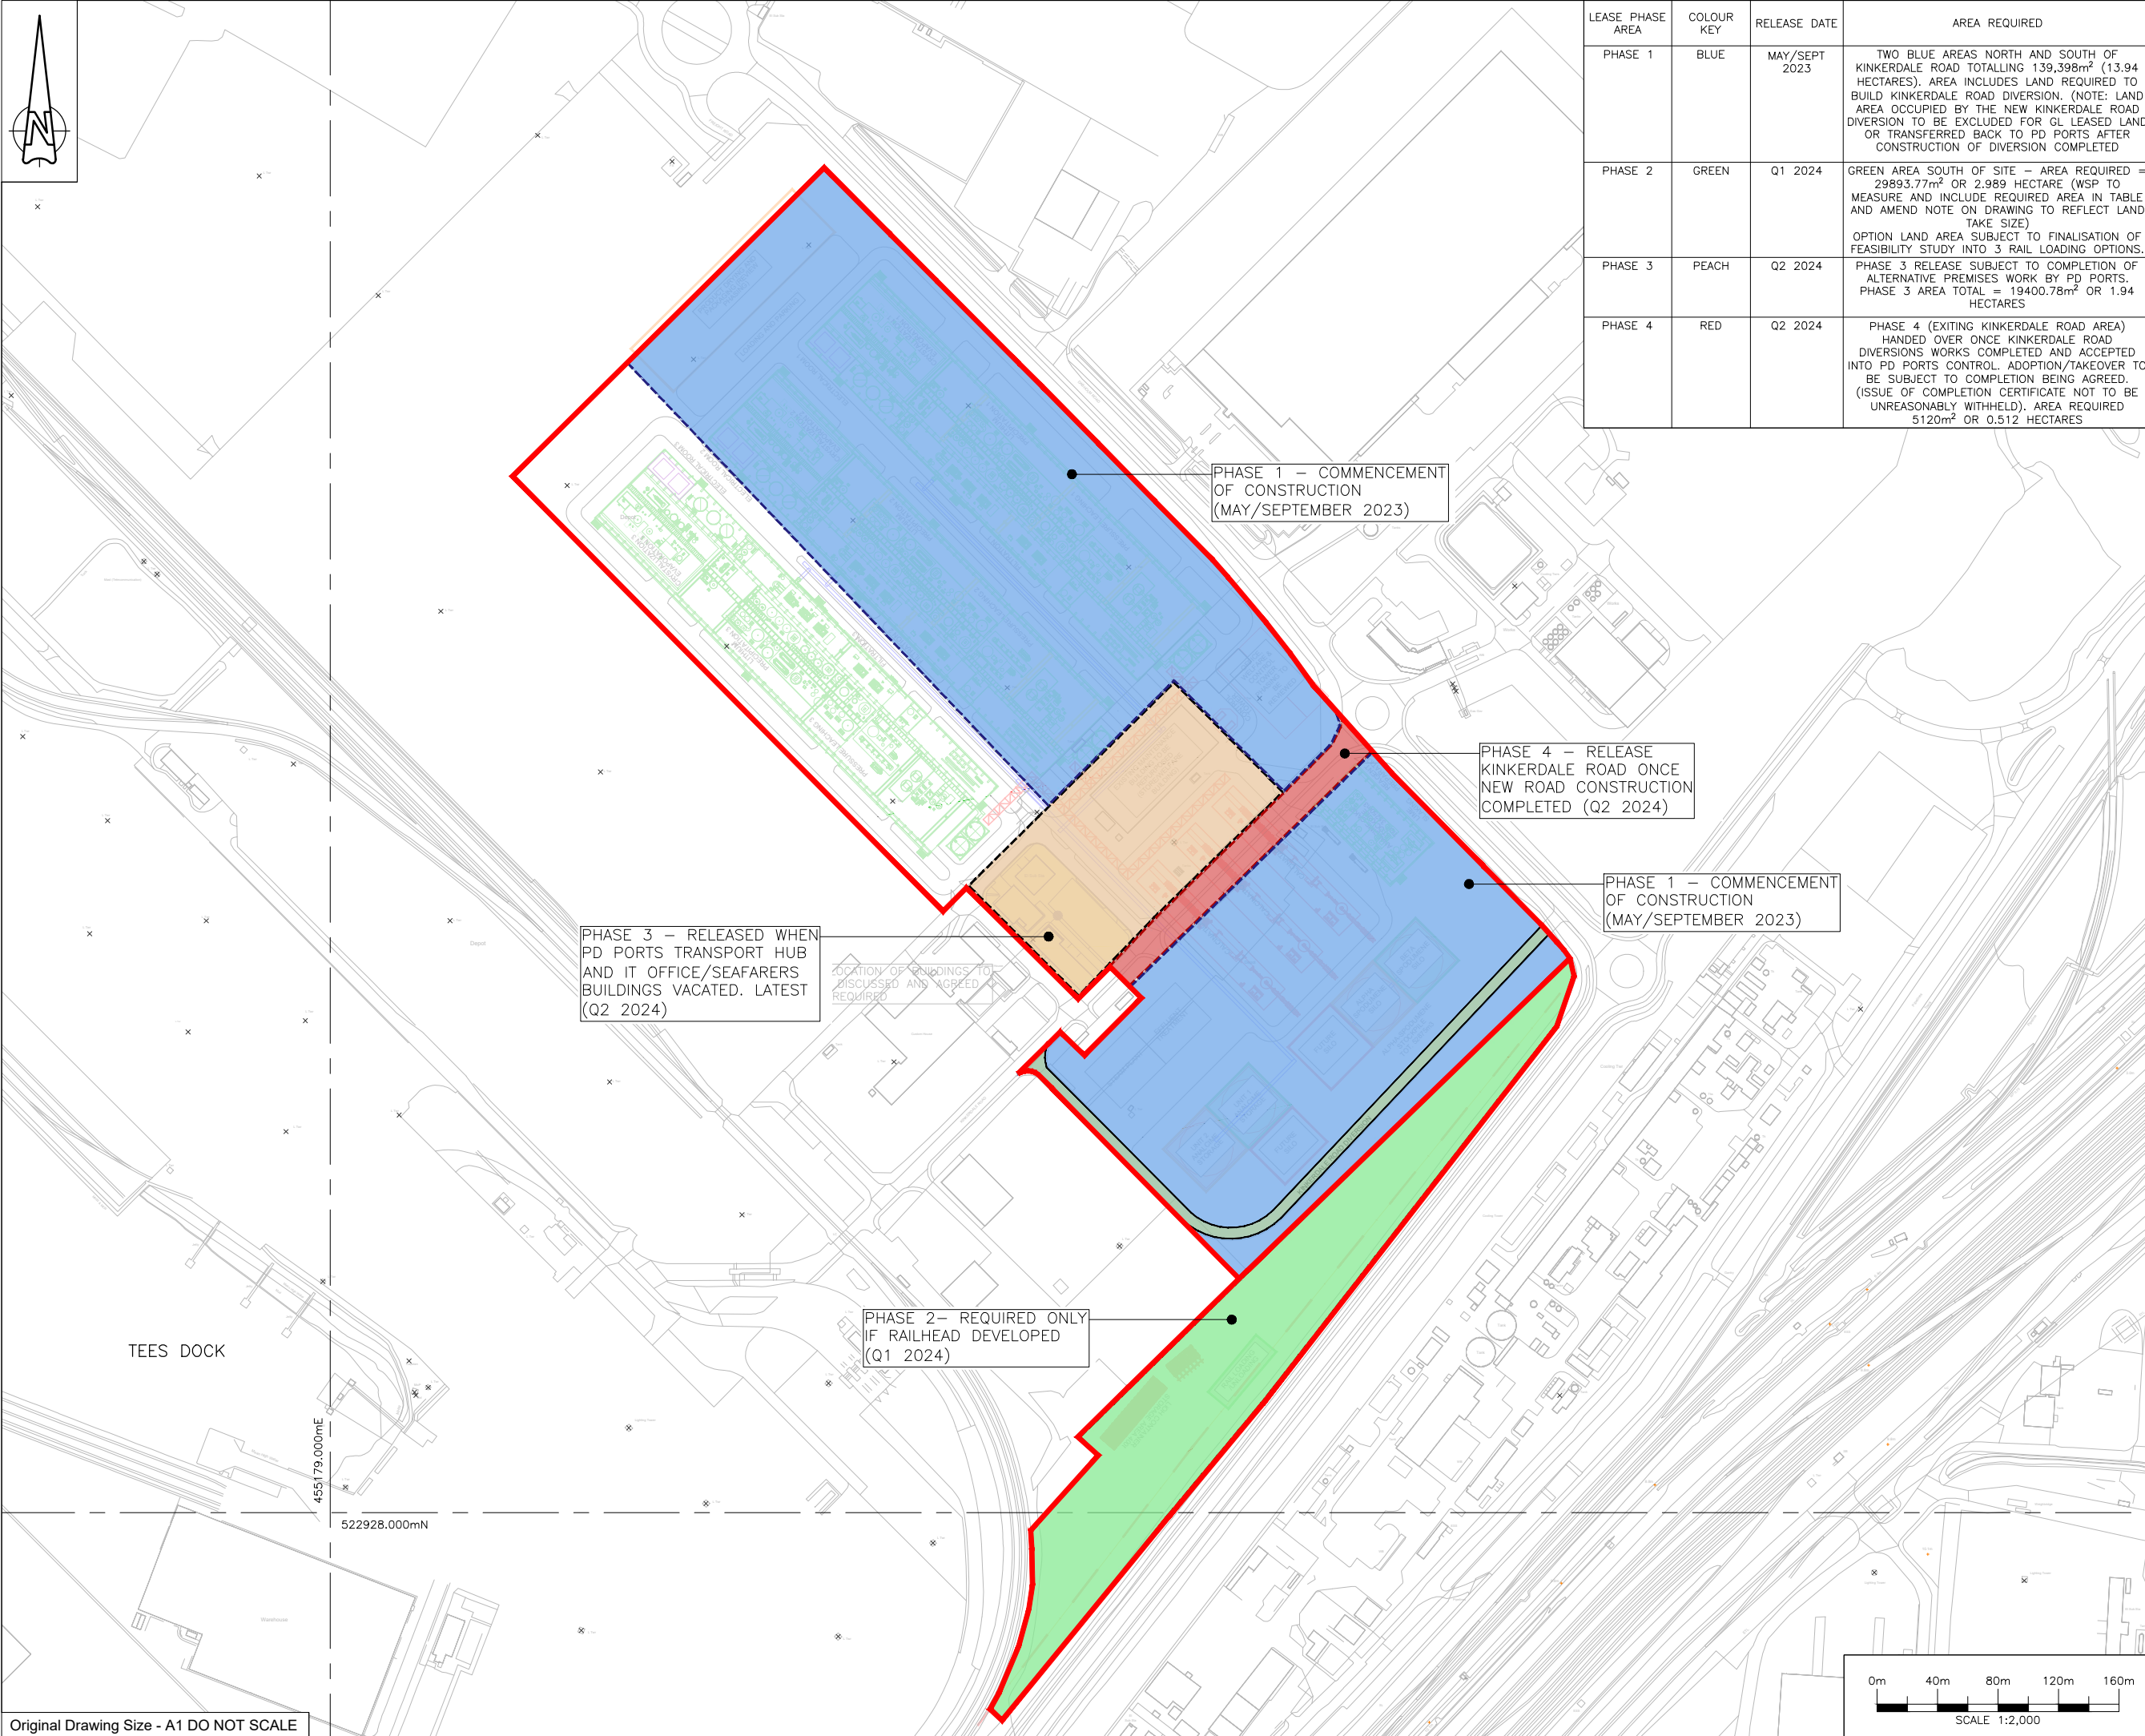 N
LEASE PHASE AREA
COLOUR KEY
RELEASE DATE
AREA REQUIRED
PHASE 1
BLUE
MAY/SEPT
2023
TWO BLUE AREAS NORTH AND SOUTH OF
KINKERDALE ROAD TOTALLING 139,398m² (13.94
HECTARES). AREA INCLUDES LAND REQUIRED TO
BUILD KINKERDALE ROAD DIVERSION. (NOTE: LAND
AREA OCCUPIED BY THE NEW KINKERDALE ROAD
DIVERSION TO BE EXCLUDED FOR GL LEASED LAND
OR TRANSFERRED BACK TO PD PORTS AFTER
CONSTRUCTION OF DIVERSION COMPLETED
PHASE 2
GREEN
Q1 2024
GREEN AREA SOUTH OF SITE – AREA REQUIRED =
29893.77m² OR 2.989 HECTARE (WSP TO
MEASURE AND INCLUDE REQUIRED AREA IN TABLE
AND AMEND NOTE ON DRAWING TO REFLECT LAND
TAKE SIZE)
OPTION LAND AREA SUBJECT TO FINALISATION OF
FEASIBILITY STUDY INTO 3 RAIL LOADING OPTIONS.
PHASE 3
PEACH
Q2 2024
PHASE 3 RELEASE SUBJECT TO COMPLETION OF
ALTERNATIVE PREMISES WORK BY PD PORTS.
PHASE 3 AREA TOTAL = 19400.78m² OR 1.94
HECTARES
PHASE 4
RED
Q2 2024
PHASE 4 (EXITING KINKERDALE ROAD AREA)
HANDED OVER ONCE KINKERDALE ROAD
DIVERSIONS WORKS COMPLETED AND ACCEPTED
INTO PD PORTS CONTROL. ADOPTION/TAKEOVER TO
BE SUBJECT TO COMPLETION BEING AGREED.
(ISSUE OF COMPLETION CERTIFICATE NOT TO BE
UNREASONABLY WITHHELD). AREA REQUIRED
5120m² OR 0.512 HECTARES
PHASE 1 – COMMENCEMENT
OF CONSTRUCTION
(MAY/SEPTEMBER 2023)
PHASE 4 – RELEASE
KINKERDALE ROAD ONCE
NEW ROAD CONSTRUCTION
COMPLETED (Q2 2024)
PHASE 1 – COMMENCEMENT
OF CONSTRUCTION
(MAY/SEPTEMBER 2023)
PHASE 3 – RELEASED WHEN
PD PORTS TRANSPORT HUB
AND IT OFFICE/SEAFARERS
BUILDINGS VACATED. LATEST
(Q2 2024)
OCATION OF BUILDINGS TO
DISCUSSED AND AGREED
REQUIRED
Depot
PHASE 2– REQUIRED ONLY
IF RAILHEAD DEVELOPED
(Q1 2024)
TEES DOCK
455179.000mE
522928.000mN
Warehouse
0m 40m 80m 120m 160m
SCALE 1:2,000
Original Drawing Size - A1 DO NOT SCALE